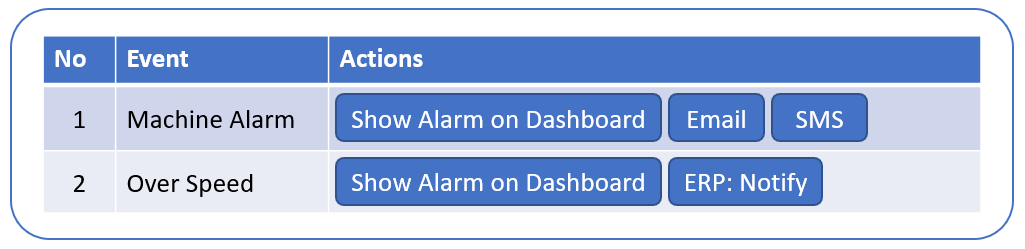 No Event Actions
1 Machine Alarm Show Alarm on Dashboard Email SMS
2 Over Speed Show Alarm on Dashboard ERP: Notify